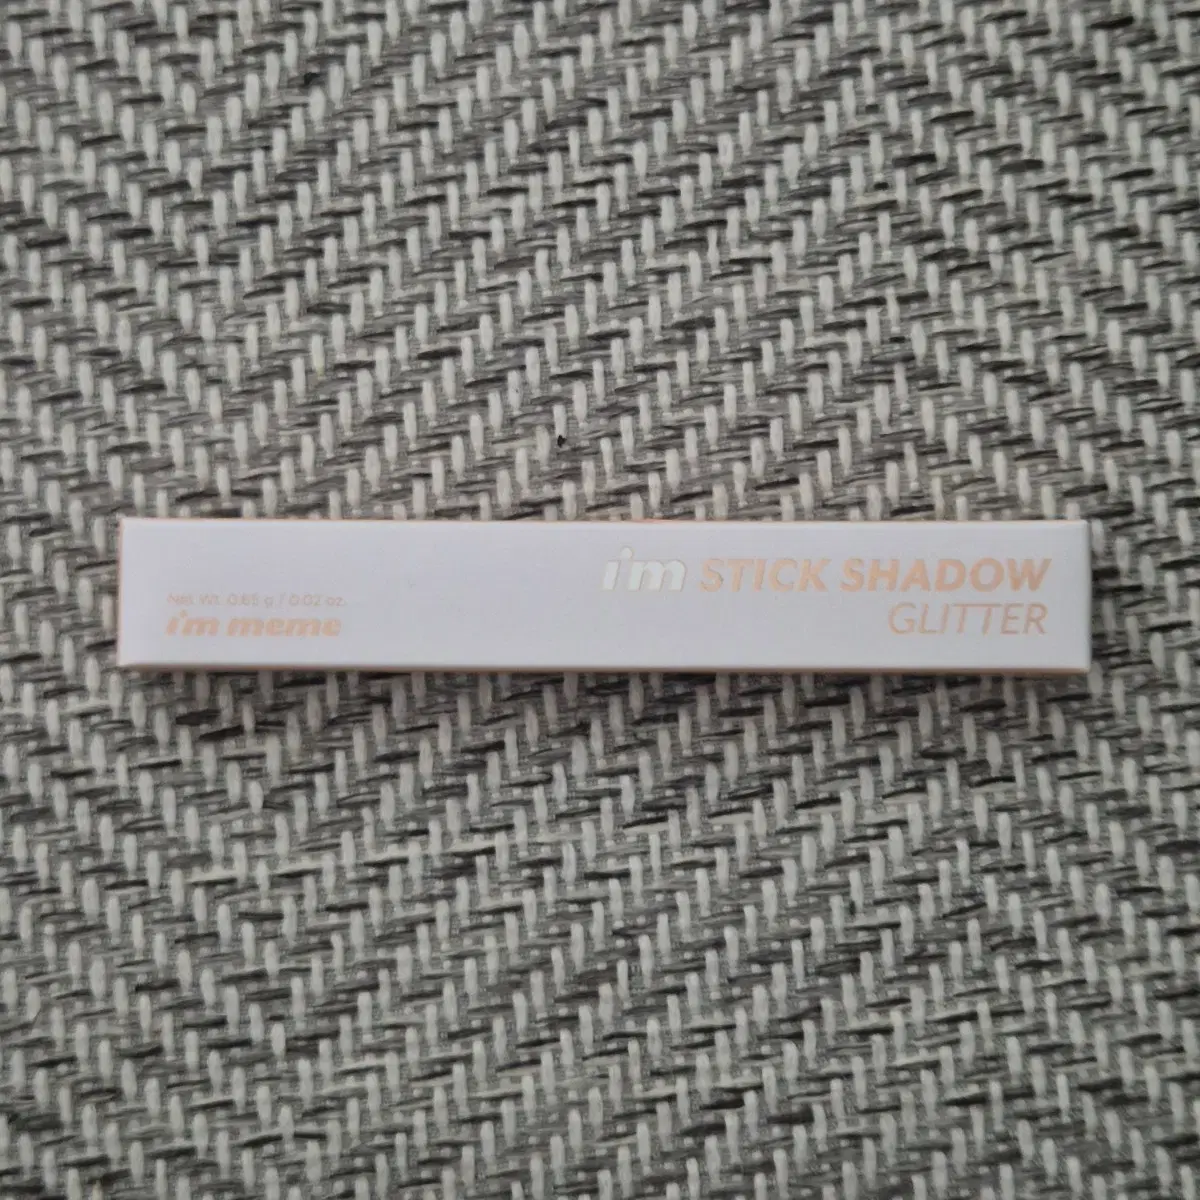 i'm STICK SHADOW
GLITTER
Net Wt. 0.65 g / 0.02 oz.
i'm meme